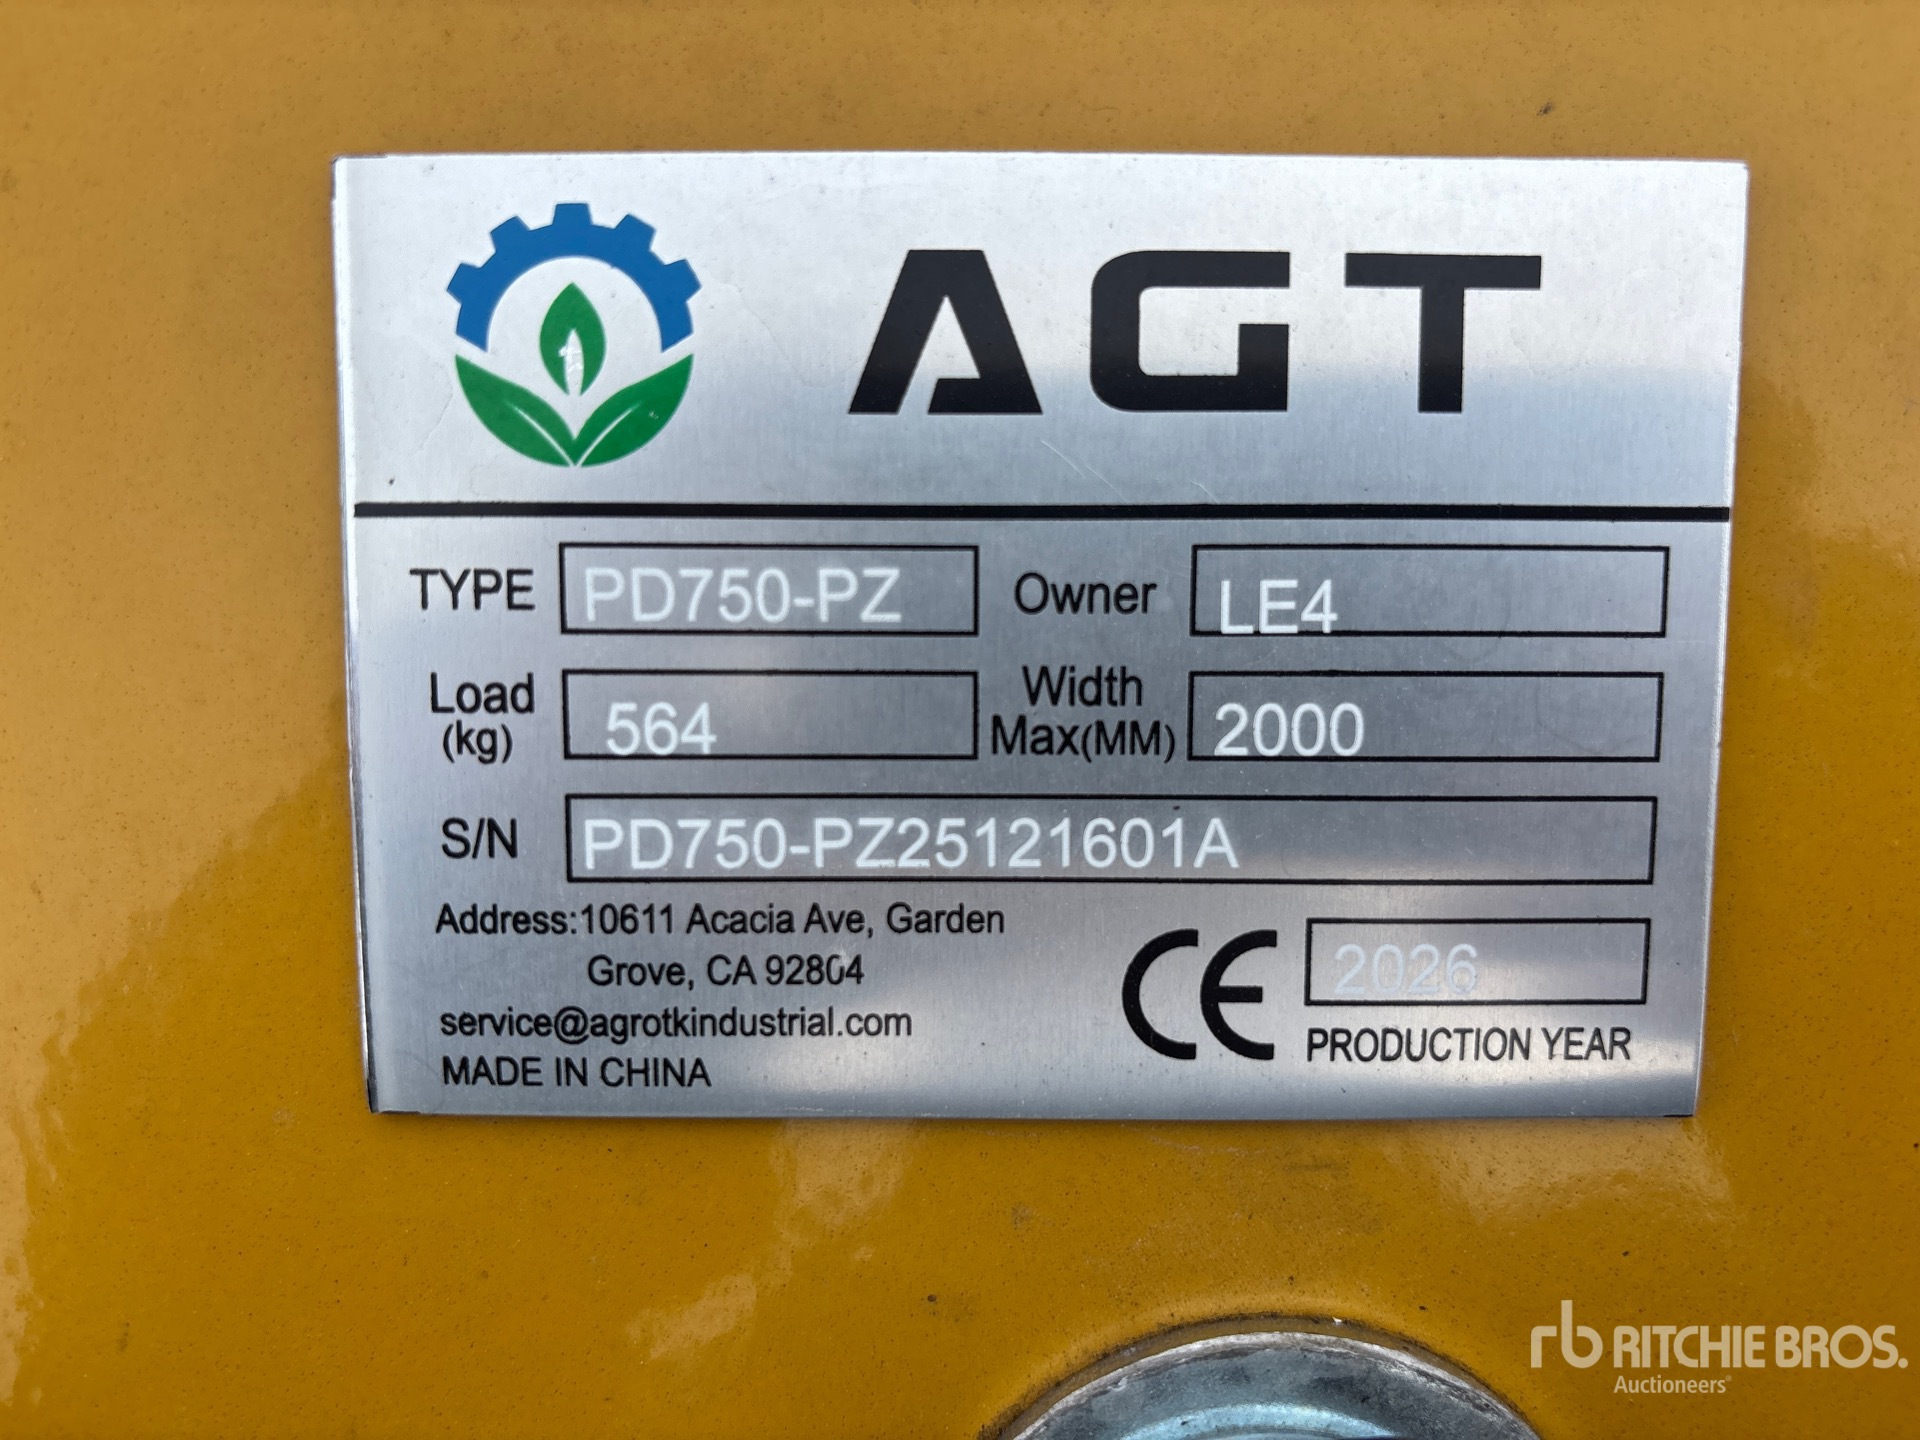 AGT
TYPE PD750-PZ Owner LE4
Load (kg) 564 Width Max(MM) 2000
S/N PD750-PZ25121601A
Address:10611 Acacia Ave, Garden
Grove, CA 92804
service@agrotkindustrial.com
MADE IN CHINA
CE 2026
PRODUCTION YEAR
rb RITCHIE BROS.
Auctioneers